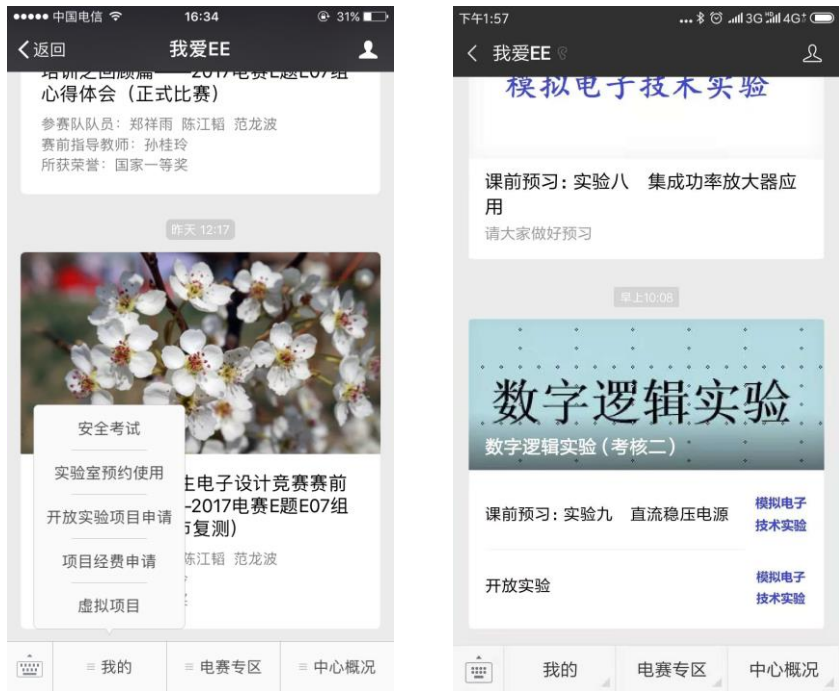 中国电信
16:34
31%
返回
我爱EE
培训之回顾篇——2017电赛E题E07组
心得体会（正式比赛）
参赛队队员：郑祥雨 陈江韬 范龙波
赛前指导教师：孙桂玲
所获荣誉：国家一等奖
昨天 12:17
安全考试
实验室预约使用
开放实验项目申请
项目经费申请
虚拟项目
生电子设计竞赛赛前
-2017电赛E题E07组
复测）
陈江韬 范龙波
我的
电赛专区
中心概况
下午1:57
... 3G 4G
我爱EE
模拟电子技术实验
课前预习：实验八 集成功率放大器应
用
请大家做好预习
早上10:08
数字逻辑实验
数字逻辑实验（考核二）
课前预习：实验九 直流稳压电源
模拟电子
技术实验
开放实验
模拟电子
技术实验
我的
电赛专区
中心概况